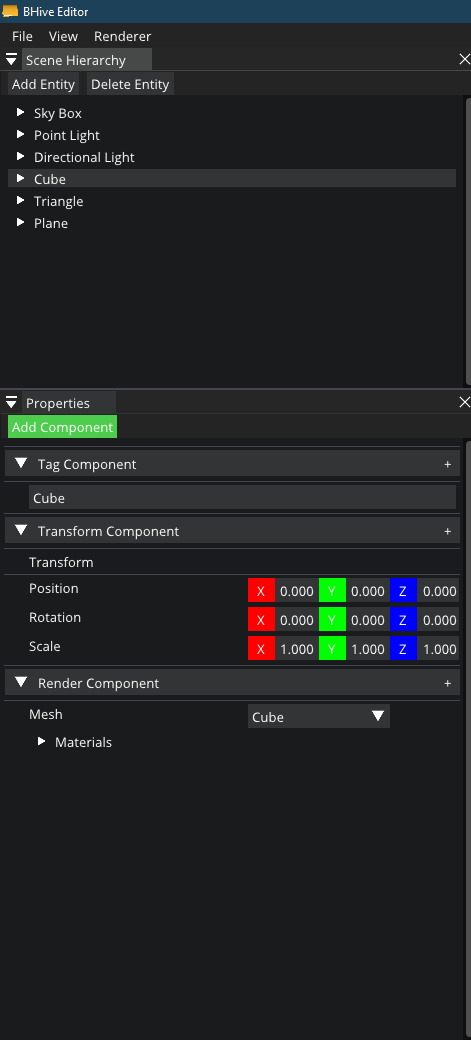 BHive Editor
File View Renderer
Scene Hierarchy
Add Entity Delete Entity
Sky Box
Point Light
Directional Light
Cube
Triangle
Plane
Properties
Add Component
Tag Component +
Cube
Transform Component +
Transform
Position X 0.000 Y 0.000 Z 0.000
Rotation X 0.000 Y 0.000 Z 0.000
Scale X 1.000 Y 1.000 Z 1.000
Render Component +
Mesh Cube
Materials